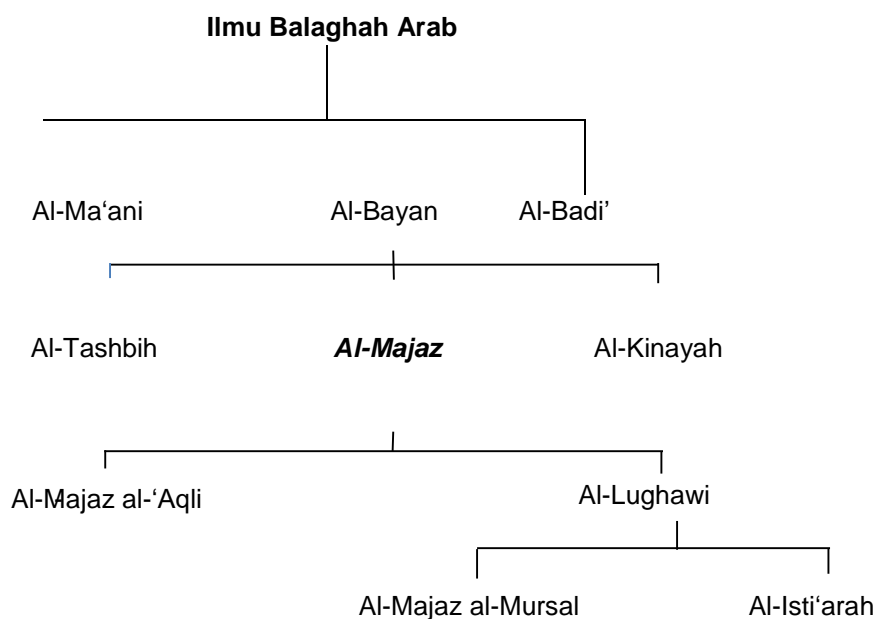 Ilmu Balaghah Arab
Al-Ma‘ani Al-Bayan Al-Badi’
Al-Tashbih Al-Majaz Al-Kinayah
Al-Majaz al-‘Aqli Al-Lughawi
Al-Majaz al-Mursal Al-Isti‘arah